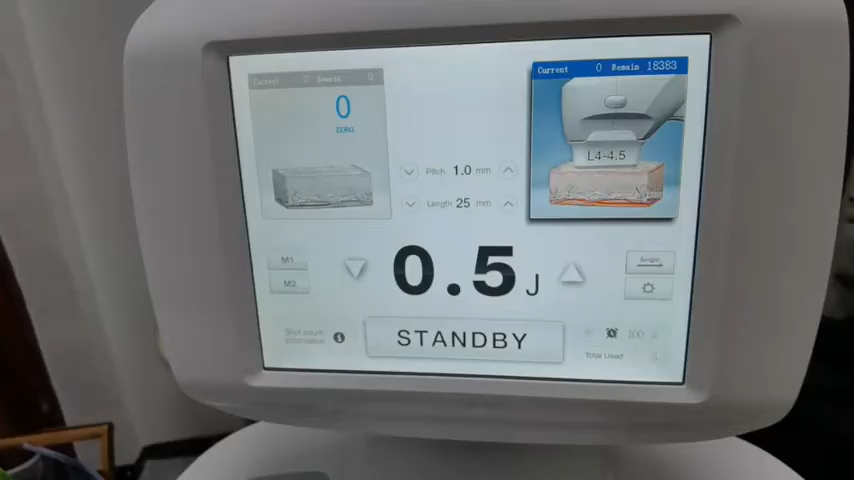 Current 0 Remain 0
0
ZERO
Current 0 Remain 18383
L4-4.5
Pitch 1.0 mm
Length 25 mm
M1
M2
0.5 J
Single
Shot count
information
STANDBY
100
Total Used 5